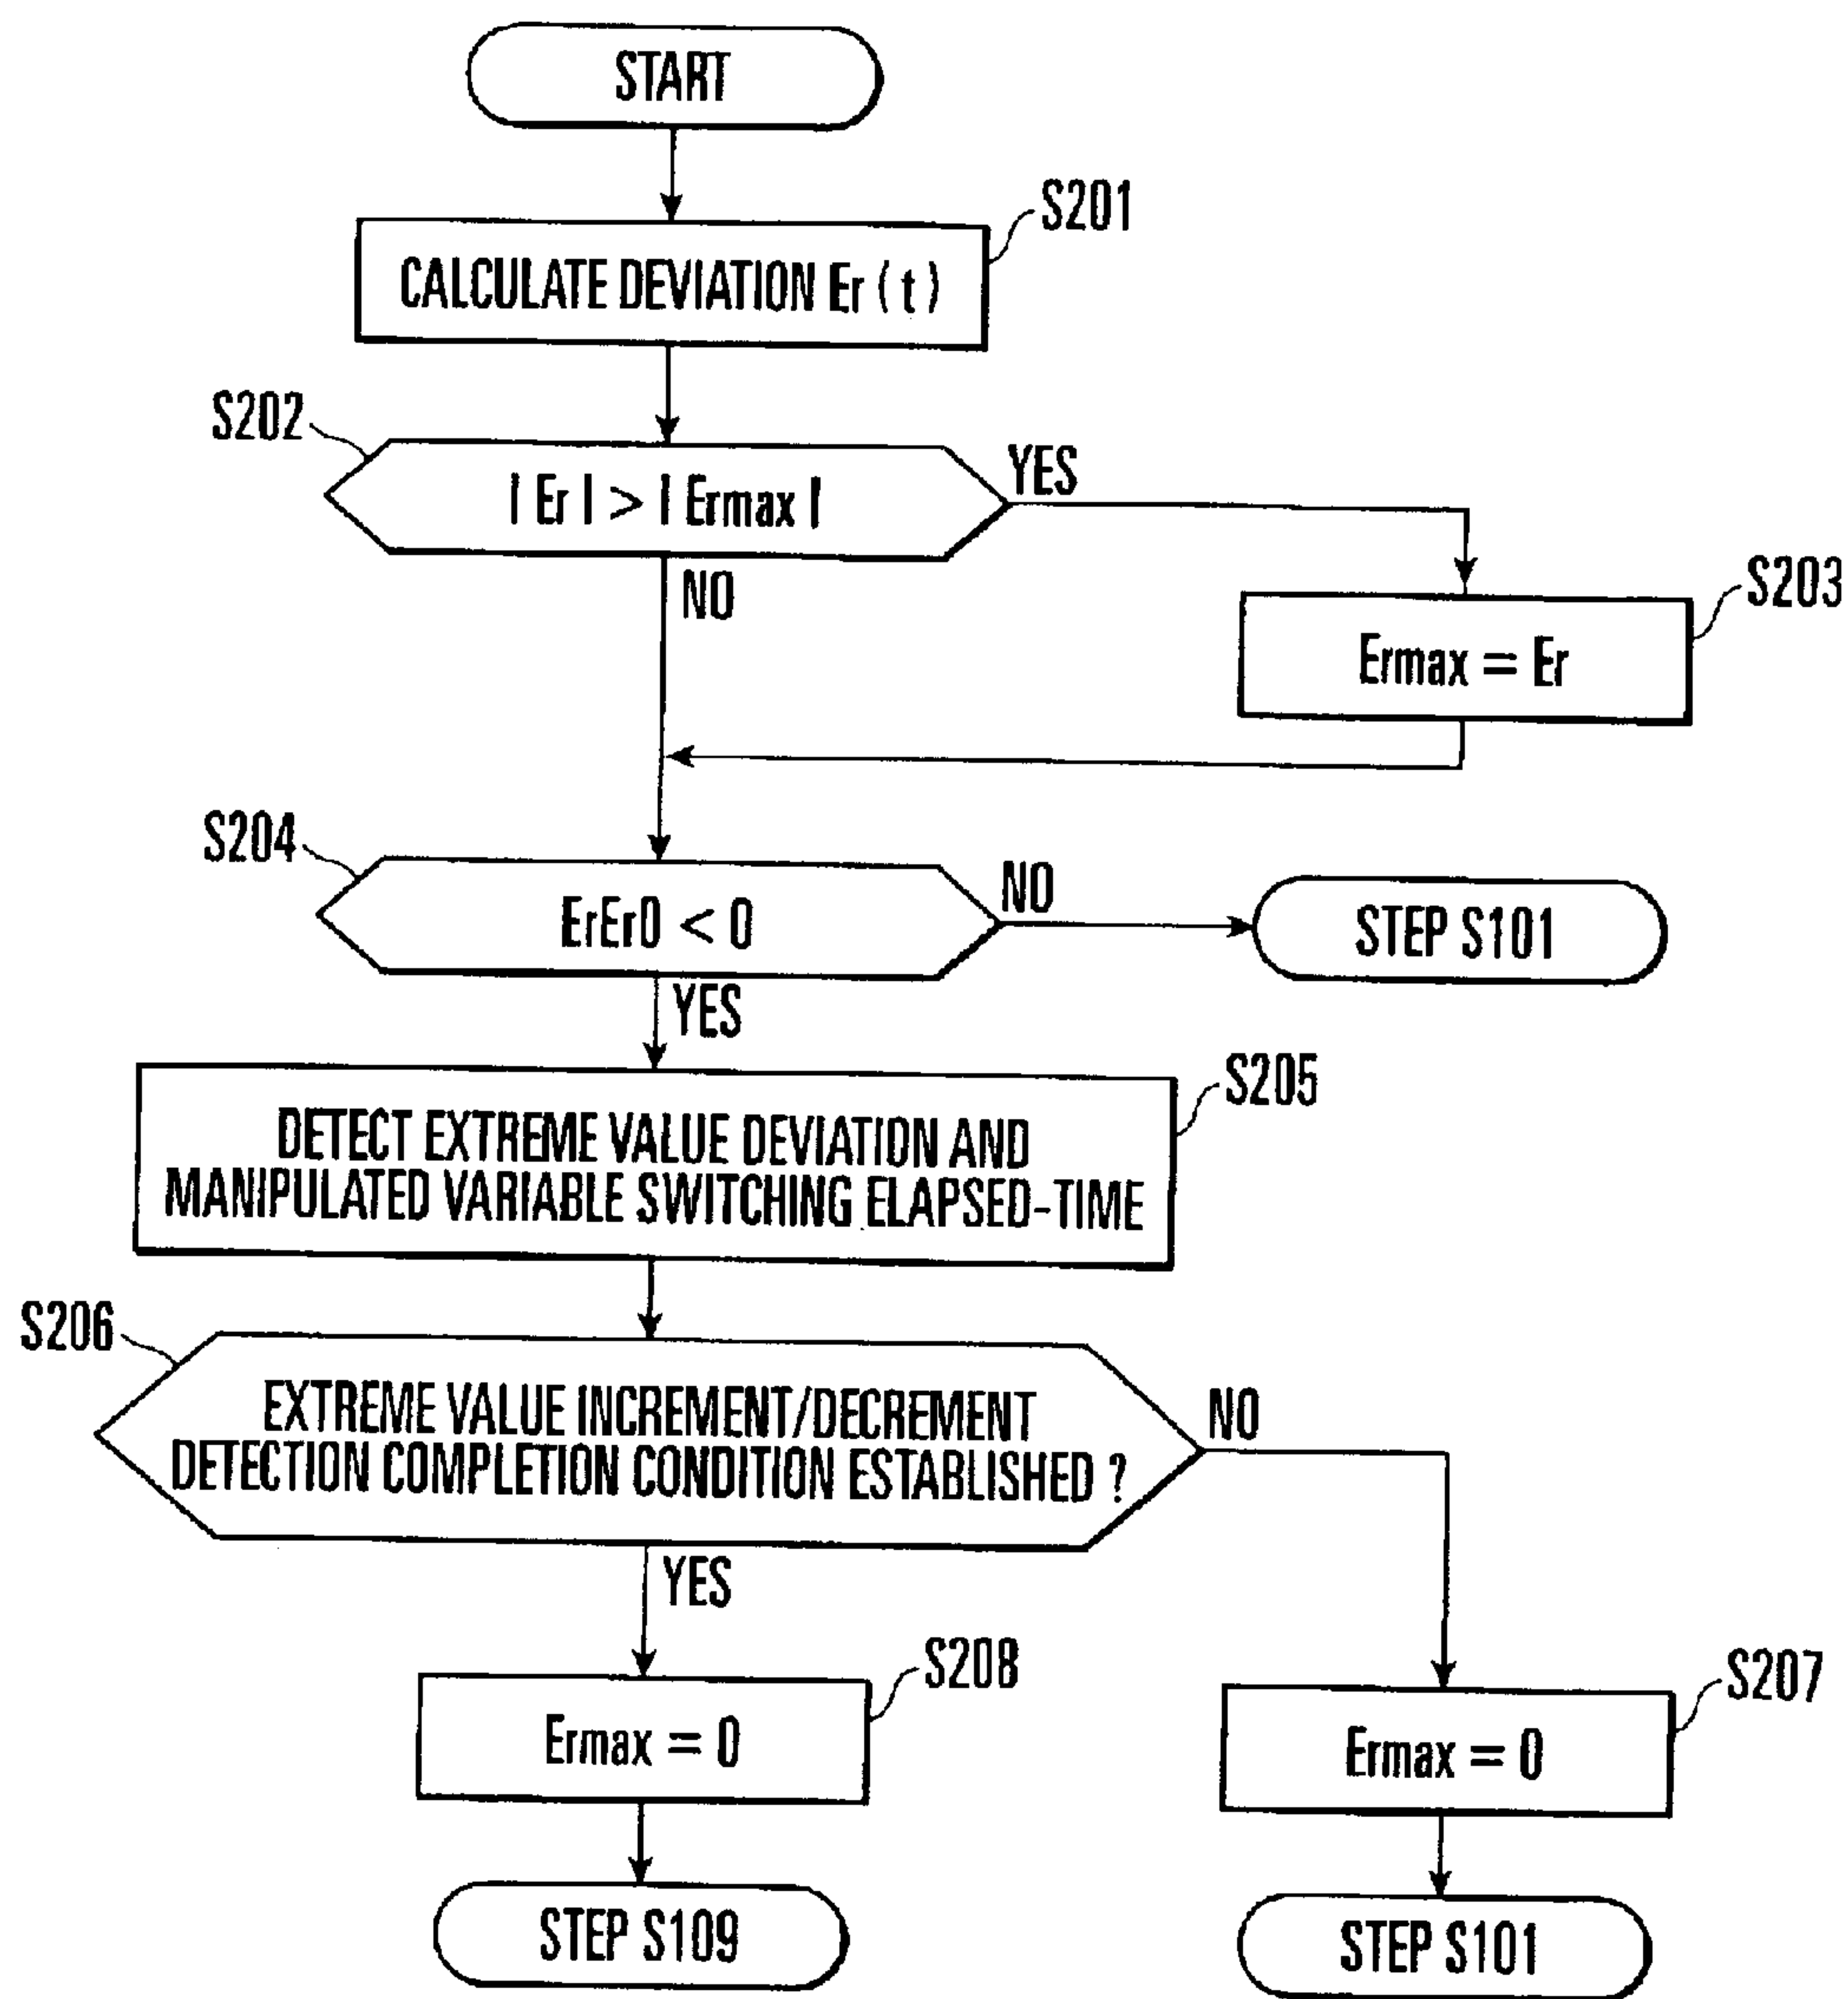 START
S201
CALCULATE DEVIATION Er ( t )
S202
| Er | > | Ermax |
YES
NO
S203
Ermax = Er
S204
ErEr0 < 0
NO
STEP S101
YES
S205
DETECT EXTREME VALUE DEVIATION AND
MANIPULATED VARIABLE SWITCHING ELAPSED-TIME
S206
EXTREME VALUE INCREMENT/DECREMENT
DETECTION COMPLETION CONDITION ESTABLISHED ?
NO
YES
S208
Ermax = 0
S207
Ermax = 0
STEP S109
STEP S101